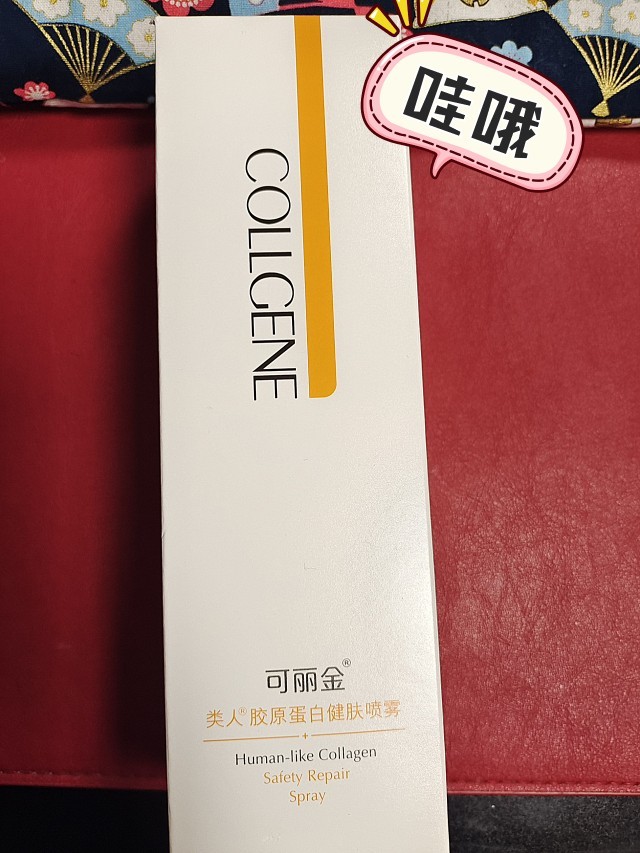 哇哦
COLLGENE
可丽金®
类人®胶原蛋白健肤喷雾
Human-like Collagen
Safety Repair
Spray